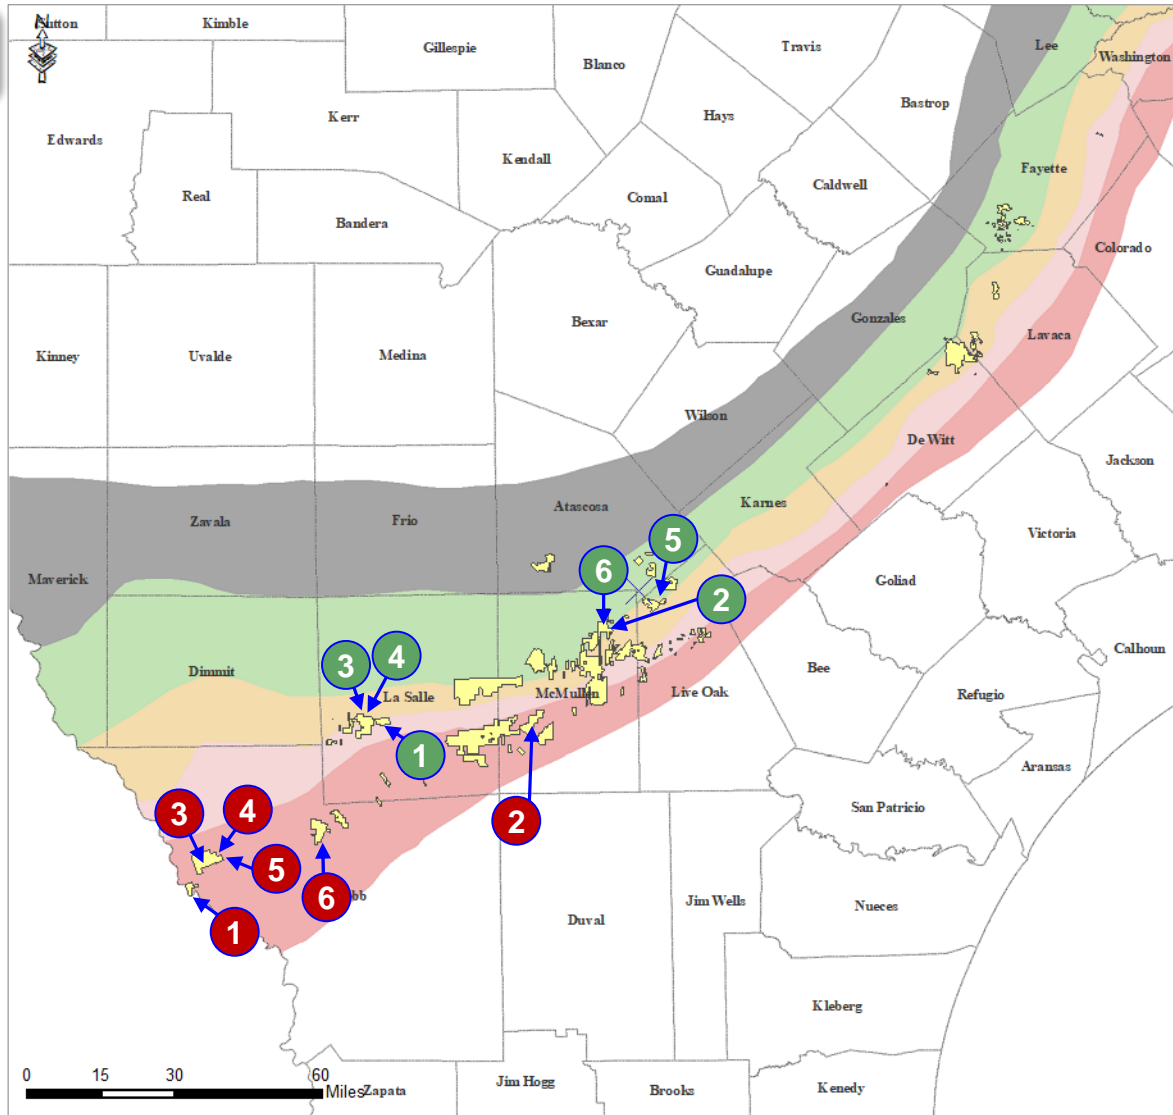 N
Sutton
Kimble
Gillespie
Travis
Lee
Washington
Blanco
Bastrop
Edwards
Kerr
Hays
Kendall
Fayette
Real
Comal
Caldwell
Bandera
Colorado
Guadalupe
Gonzales
Bexar
Lavaca
Kinney
Uvalde
Medina
Wilson
De Witt
Jackson
Karnes
Atascosa
Zavala
Frio
Victoria
5
6
Maverick
Goliad
2
Calhoun
3
4
Dimmit
Bee
La Salle
McMullen
Live Oak
Refugio
1
Aransas
3
4
2
San Patricio
5
6
bb
Jim Wells
Nueces
Duval
1
Kleberg
0
15
30
60
Miles
Zapata
Jim Hogg
Brooks
Kenedy